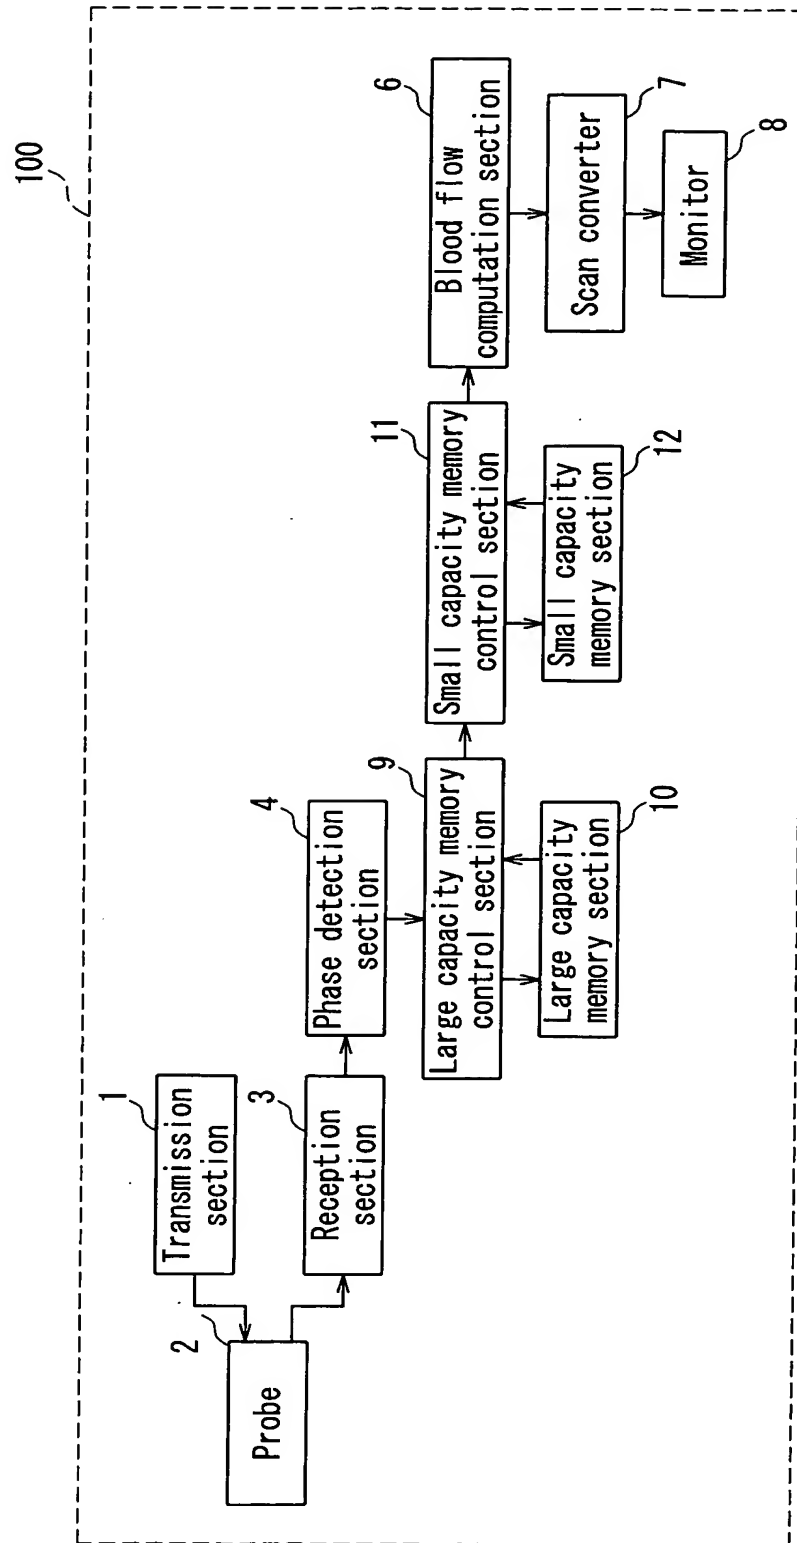 100
1
Transmission
section
2
Probe
3
Reception
section
4
Phase detection
section
9
Large capacity memory
control section
10
Large capacity
memory section
11
Small capacity memory
control section
12
Small capacity
memory section
6
Blood flow
computation section
7
Scan converter
8
Monitor